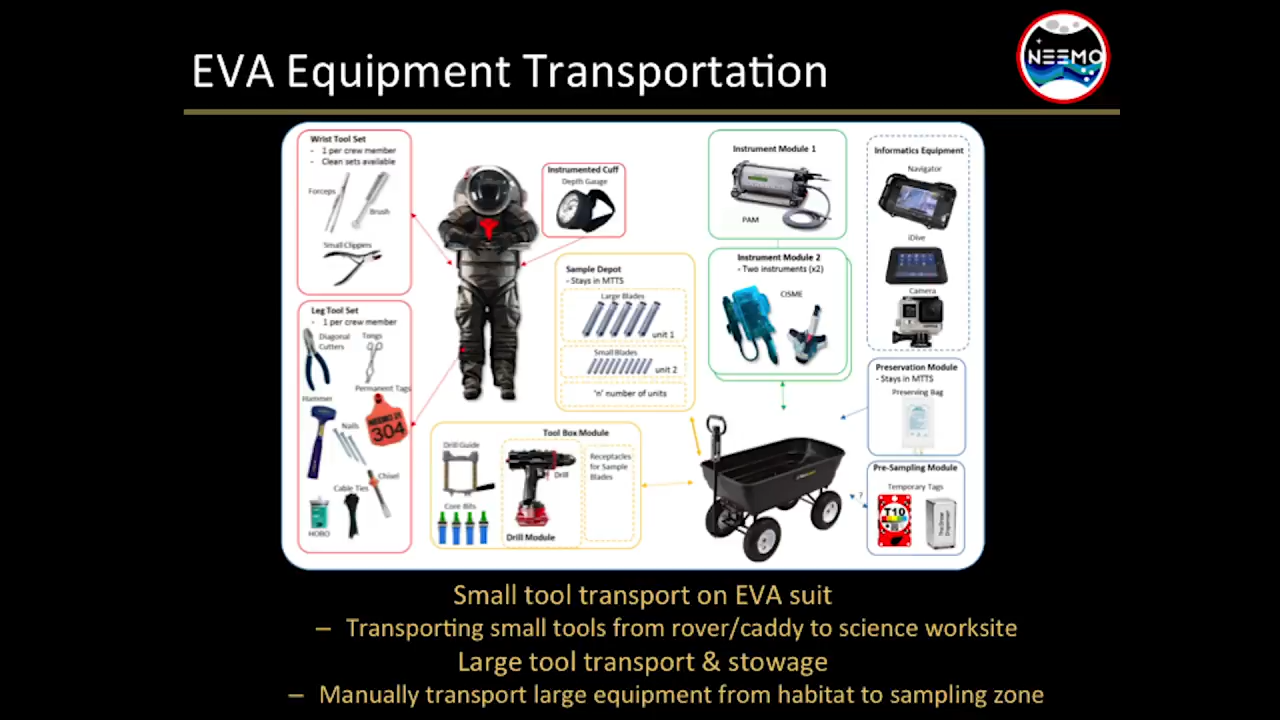 EVA Equipment Transportation
NEEMO
Wrist Tool Set
- 1 per crew member
- Clean sets available
Forceps
Brush
Small Clippers
Instrumented Cuff
Depth Gauge
Leg Tool Set
- 1 per crew member
Diagonal
Cutters
Tongs
Permanent Tags
304
Hammer
Nails
Chisel
Cable Ties
HOBO
Sample Depot
- Stays in MTTS
Large Blades
unit 1
Small Blades
unit 2
'n' number of units
Tool Box Module
Drill Guide
Drill
Core Bits
Drill Module
Receptacles
for Sample
Blades
Instrument Module 1
PAM
Instrument Module 2
- Two instruments (x2)
CISME
Informatics Equipment
Navigator
iDive
Camera
Preservation Module
- Stays in MTTS
Preserving Bag
Pre-Sampling Module
Temporary Tags
T10
?
Small tool transport on EVA suit
– Transporting small tools from rover/caddy to science worksite
Large tool transport & stowage
– Manually transport large equipment from habitat to sampling zone